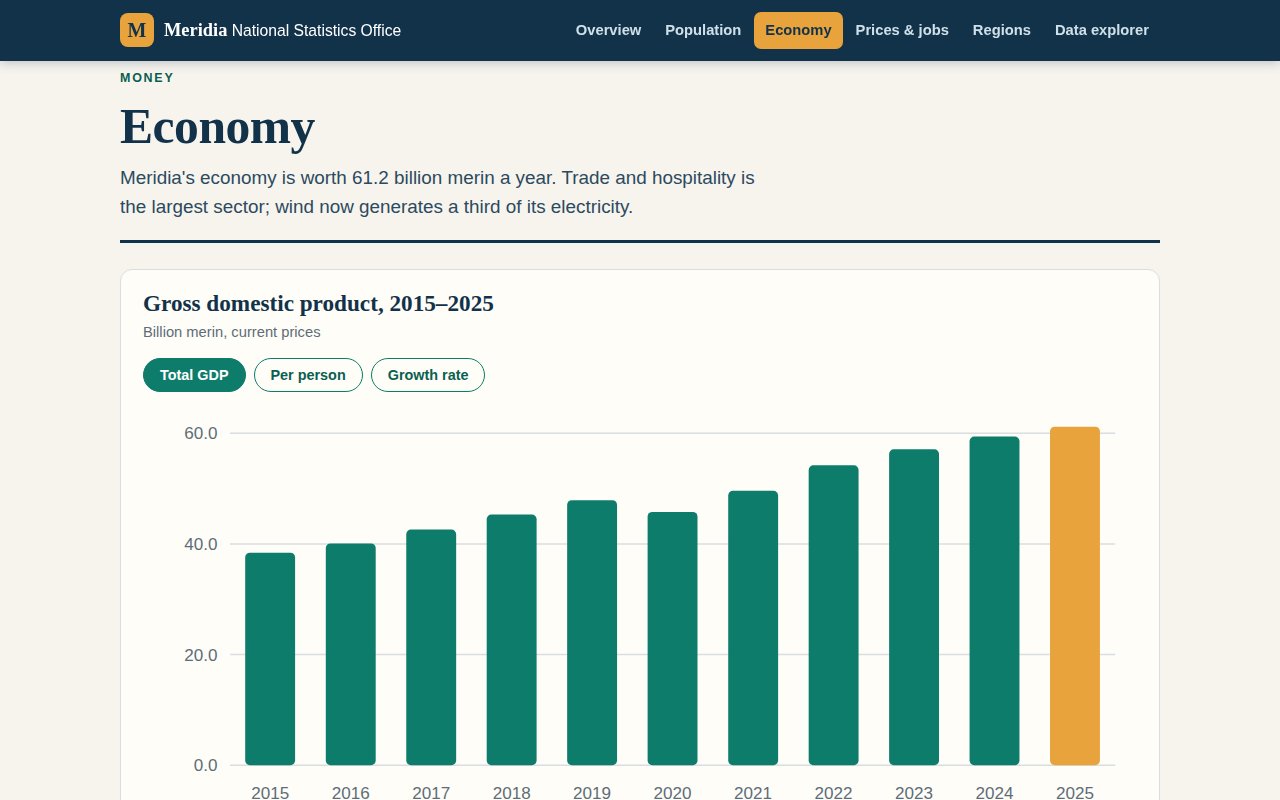 M Meridia National Statistics Office Overview Population Economy Prices & jobs Regions Data explorer
MONEY
Economy
Meridia's economy is worth 61.2 billion merin a year. Trade and hospitality is
the largest sector; wind now generates a third of its electricity.
Gross domestic product, 2015–2025
Billion merin, current prices
Total GDP Per person Growth rate
60.0
40.0
20.0
0.0
2015 2016 2017 2018 2019 2020 2021 2022 2023 2024 2025